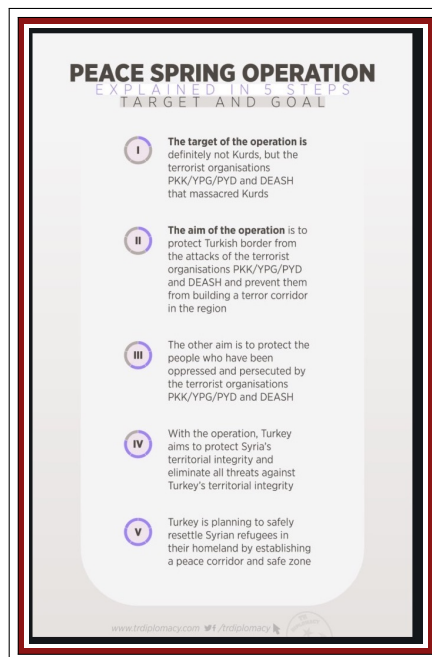 PEACE SPRING OPERATION
EXPLAINED IN 5 STEPS
TARGET AND GOAL
I
The target of the operation is
definitely not Kurds, but the
terrorist organisations
PKK/YPG/PYD and DEASH
that massacred Kurds
II
The aim of the operation is to
protect Turkish border from
the attacks of the terrorist
organisations PKK/YPG/PYD
and DEASH and prevent them
from building a terror corridor
in the region
III
The other aim is to protect the
people who have been
oppressed and persecuted by
the terrorist organisations
PKK/YPG/PYD and DEASH
IV
With the operation, Turkey
aims to protect Syria's
territorial integrity and
eliminate all threats against
Turkey's territorial integrity
V
Turkey is planning to safely
resettle Syrian refugees in
their homeland by establishing
a peace corridor and safe zone
www.trdiplomacy.com /trdiplomacy